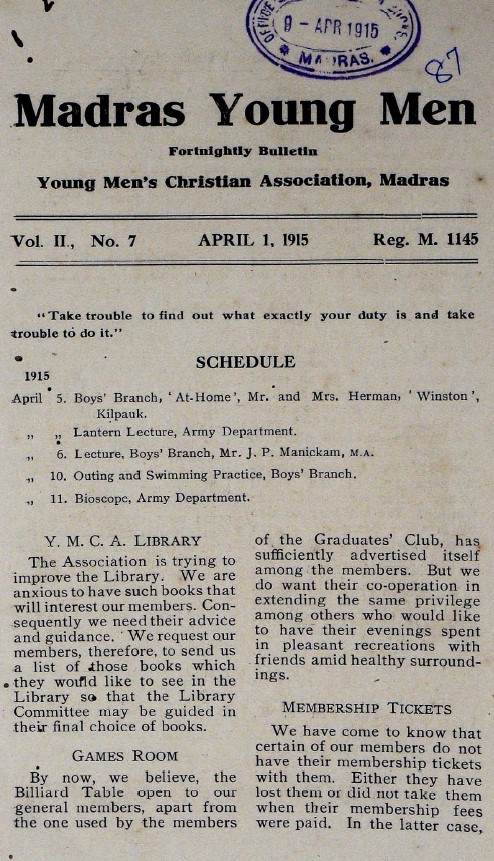 9 - APR 1915
MADRAS.
87
Madras Young Men
Fortnightly Bulletin
Young Men's Christian Association, Madras
Vol. II., No. 7 APRIL 1, 1915 Reg. M. 1145
"Take trouble to find out what exactly your duty is and take
trouble to do it."
SCHEDULE
1915
April 5. Boys' Branch, 'At-Home', Mr. and Mrs. Herman, 'Winston',
Kilpauk.
„ „ Lantern Lecture, Army Department.
„ 6. Lecture, Boys' Branch, Mr. J. P. Manickam, M.A.
„ 10. Outing and Swimming Practice, Boys' Branch.
„ 11. Bioscope, Army Department.
Y. M. C. A. LIBRARY
The Association is trying to
improve the Library. We are
anxious to have such books that
will interest our members. Con-
sequently we need their advice
and guidance. We request our
members, therefore, to send us
a list of those books which
they would like to see in the
Library so that the Library
Committee may be guided in
their final choice of books.
GAMES ROOM
By now, we believe, the
Billiard Table open to our
general members, apart from
the one used by the members
of the Graduates' Club, has
sufficiently advertised itself
among the members. But we
do want their co-operation in
extending the same privilege
among others who would like
to have their evenings spent
in pleasant recreations with
friends amid healthy surround-
ings.
MEMBERSHIP TICKETS
We have come to know that
certain of our members do not
have their membership tickets
with them. Either they have
lost them or did not take them
when their membership fees
were paid. In the latter case,